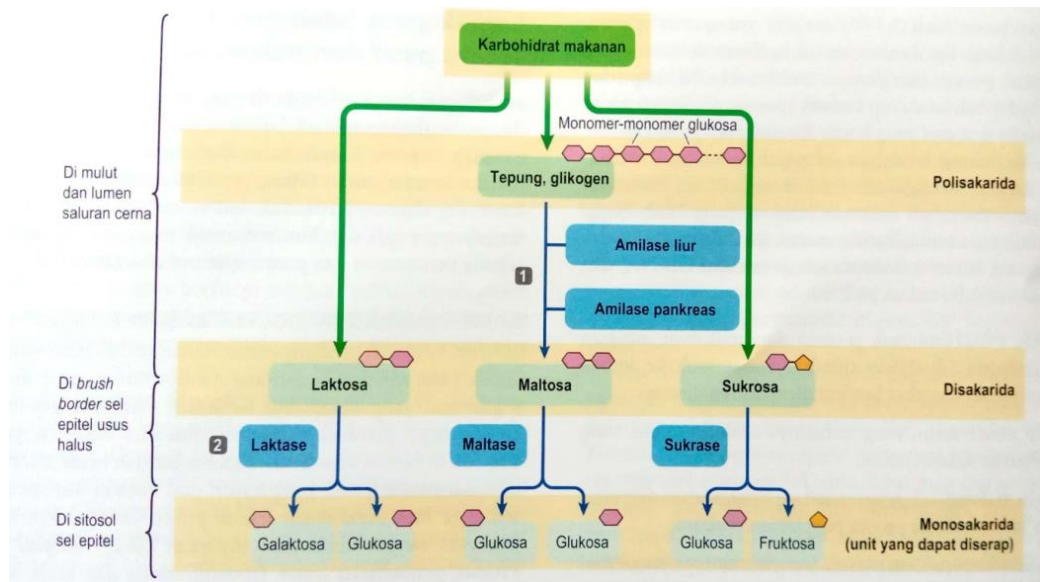 Karbohidrat makanan
Monomer-monomer glukosa
Di mulut
dan lumen
saluran cerna
Tepung, glikogen
Polisakarida
1
Amilase liur
Amilase pankreas
Laktosa
Maltosa
Sukrosa
Disakarida
Di brush
border sel
epitel usus
halus
2
Laktase
Maltase
Sukrase
Di sitosol
sel epitel
Galaktosa
Glukosa
Glukosa
Glukosa
Glukosa
Fruktosa
Monosakarida
(unit yang dapat diserap)